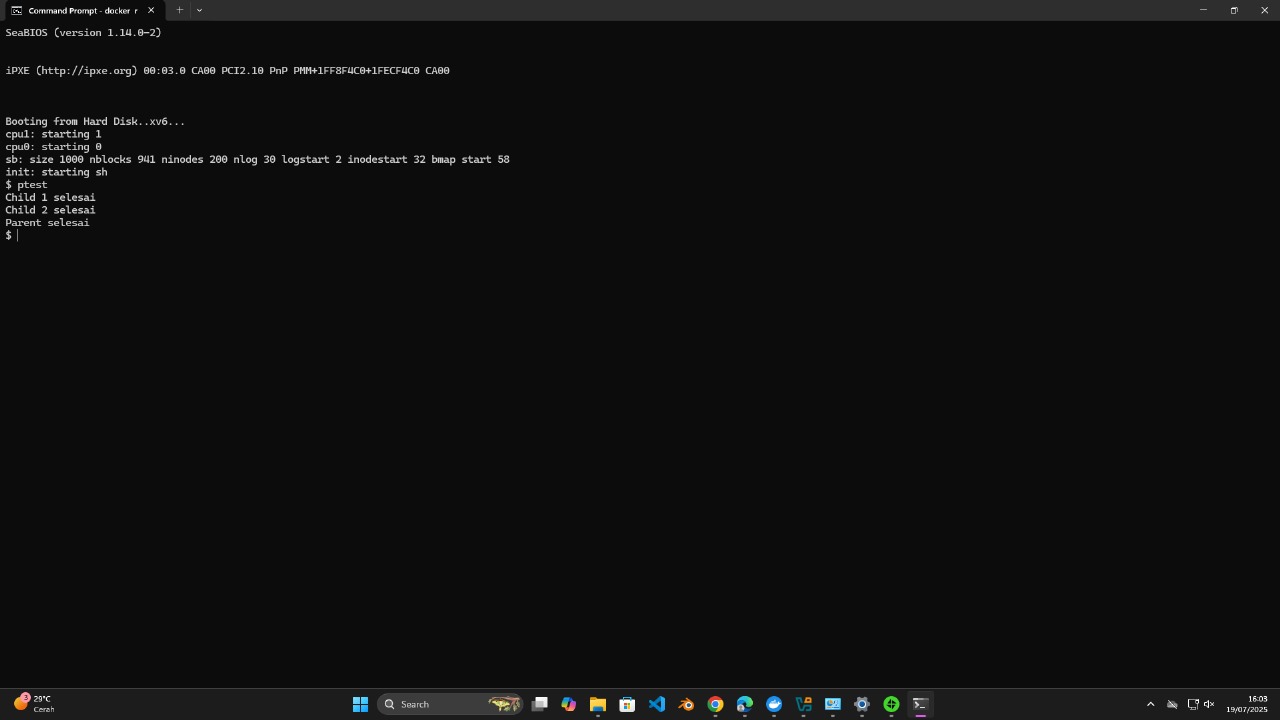 Command Prompt - docker r
SeaBIOS (version 1.14.0-2)
iPXE (http://ipxe.org) 00:03.0 CA00 PCI2.10 PnP PMM+1FF8F4C0+1FECF4C0 CA00
Booting from Hard Disk..xv6...
cpu1: starting 1
cpu0: starting 0
sb: size 1000 nblocks 941 ninodes 200 nlog 30 logstart 2 inodestart 32 bmap start 58
init: starting sh
$ ptest
Child 1 selesai
Child 2 selesai
Parent selesai
$
3
29°C
Cerah
Search
16:03
19/07/2025